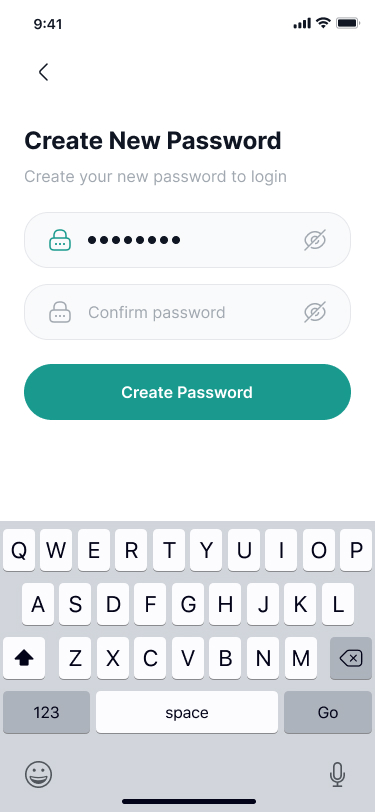 9:41
Create New Password
Create your new password to login
••••••••
Confirm password
Create Password
Q W E R T Y U I O P
A S D F G H J K L
Z X C V B N M
123 space Go